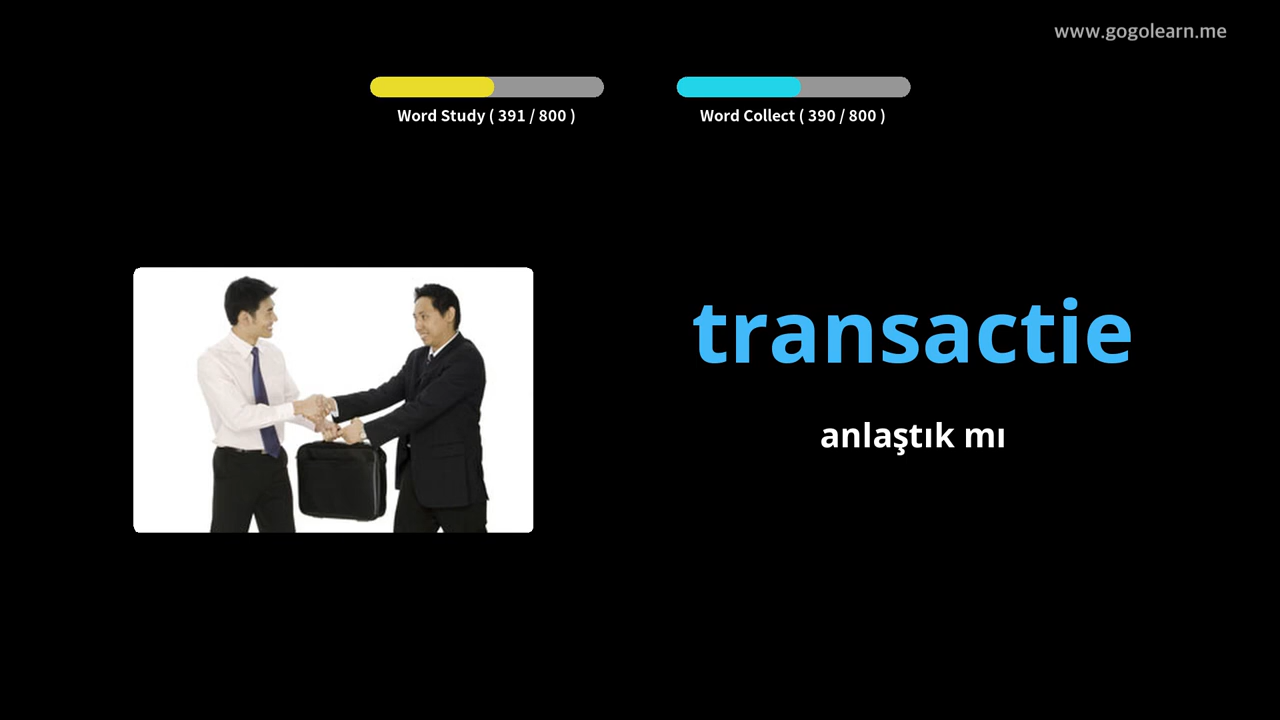 www.gogolearn.me
Word Study ( 391 / 800 )
Word Collect ( 390 / 800 )
transactie
anlaştık mı